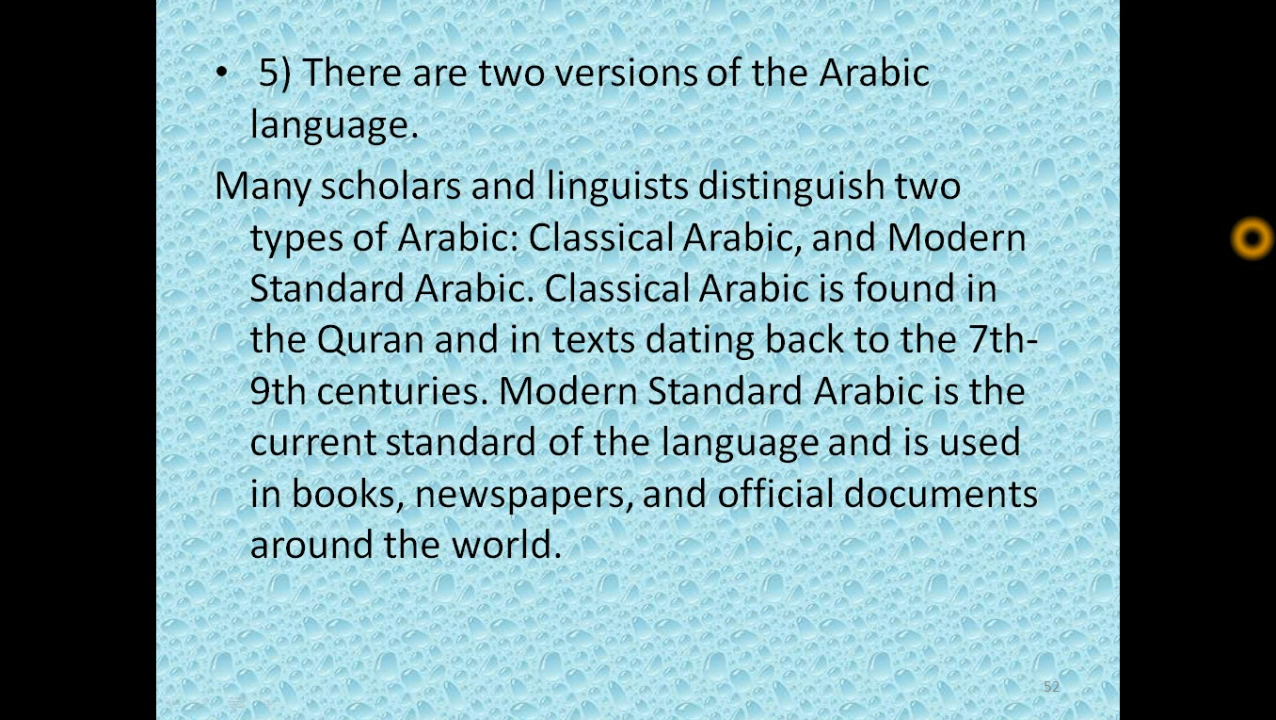 • 5) There are two versions of the Arabic
language.
Many scholars and linguists distinguish two
types of Arabic: Classical Arabic, and Modern
Standard Arabic. Classical Arabic is found in
the Quran and in texts dating back to the 7th-
9th centuries. Modern Standard Arabic is the
current standard of the language and is used
in books, newspapers, and official documents
around the world.
52